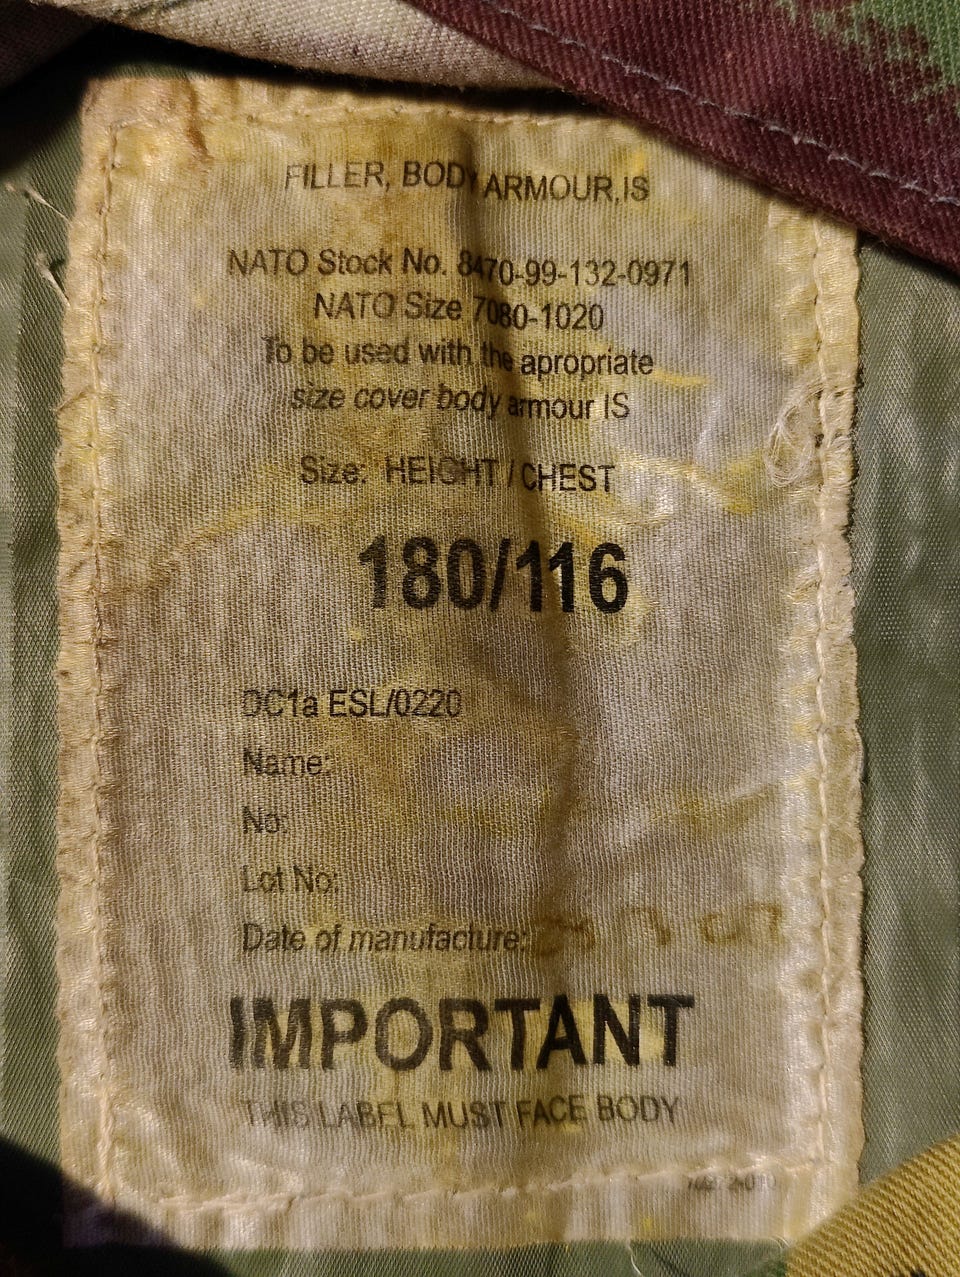 FILLER, BODY ARMOUR,IS
NATO Stock No. 8470-99-132-0971
NATO Size 7080-1020
To be used with the apropriate
size cover body armour IS
Size: HEIGHT / CHEST
180/116
DC1a ESL/0220
Name:
No:
Lot No:
Date of manufacture:
IMPORTANT
THIS LABEL MUST FACE BODY